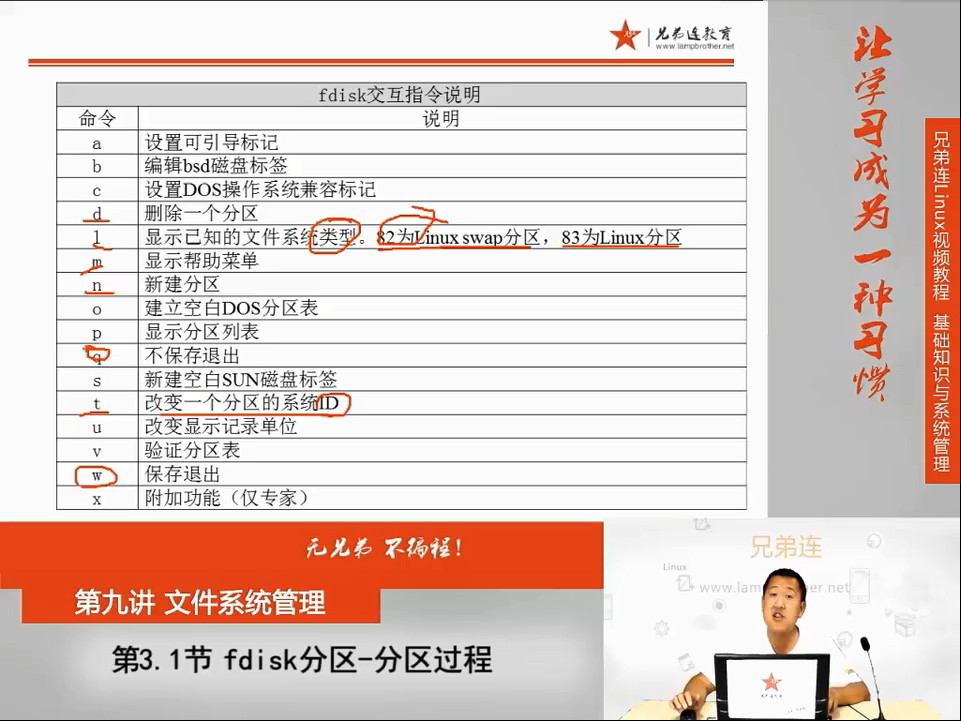 兄弟连教育
www.lampbrother.net
fdisk交互指令说明
命令 说明
a 设置可引导标记
b 编辑bsd磁盘标签
c 设置DOS操作系统兼容标记
d 删除一个分区
l 显示已知的文件系统类型。82为Linux swap分区，83为Linux分区
m 显示帮助菜单
n 新建分区
o 建立空白DOS分区表
p 显示分区列表
q 不保存退出
s 新建空白SUN磁盘标签
t 改变一个分区的系统ID
u 改变显示记录单位
v 验证分区表
w 保存退出
x 附加功能（仅专家）
让学习成为一种习惯
兄弟连Linux视频教程 基础知识与系统管理
无兄弟 不编程！
第九讲 文件系统管理
第3.1节 fdisk分区-分区过程
兄弟连
Linux